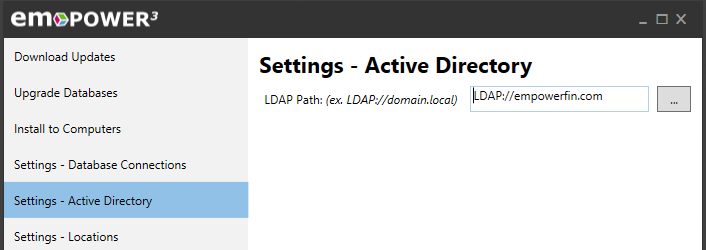 emPOWER³
Download Updates
Upgrade Databases
Install to Computers
Settings - Database Connections
Settings - Active Directory
Settings - Locations
Settings - Active Directory
LDAP Path: (ex. LDAP://domain.local) LDAP://empowerfin.com ...